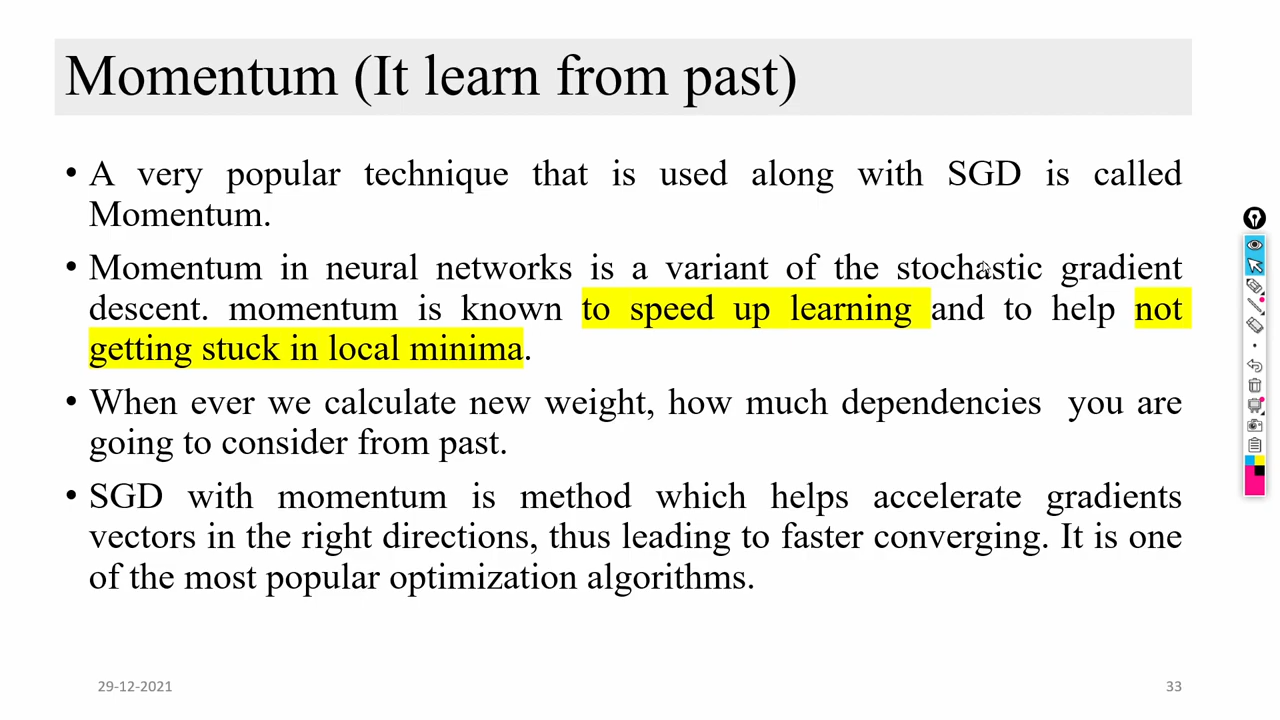 Momentum (It learn from past)
• A very popular technique that is used along with SGD is called
Momentum.
• Momentum in neural networks is a variant of the stochastic gradient
descent. momentum is known to speed up learning and to help not
getting stuck in local minima.
• When ever we calculate new weight, how much dependencies you are
going to consider from past.
• SGD with momentum is method which helps accelerate gradients
vectors in the right directions, thus leading to faster converging. It is one
of the most popular optimization algorithms.
29-12-2021
33